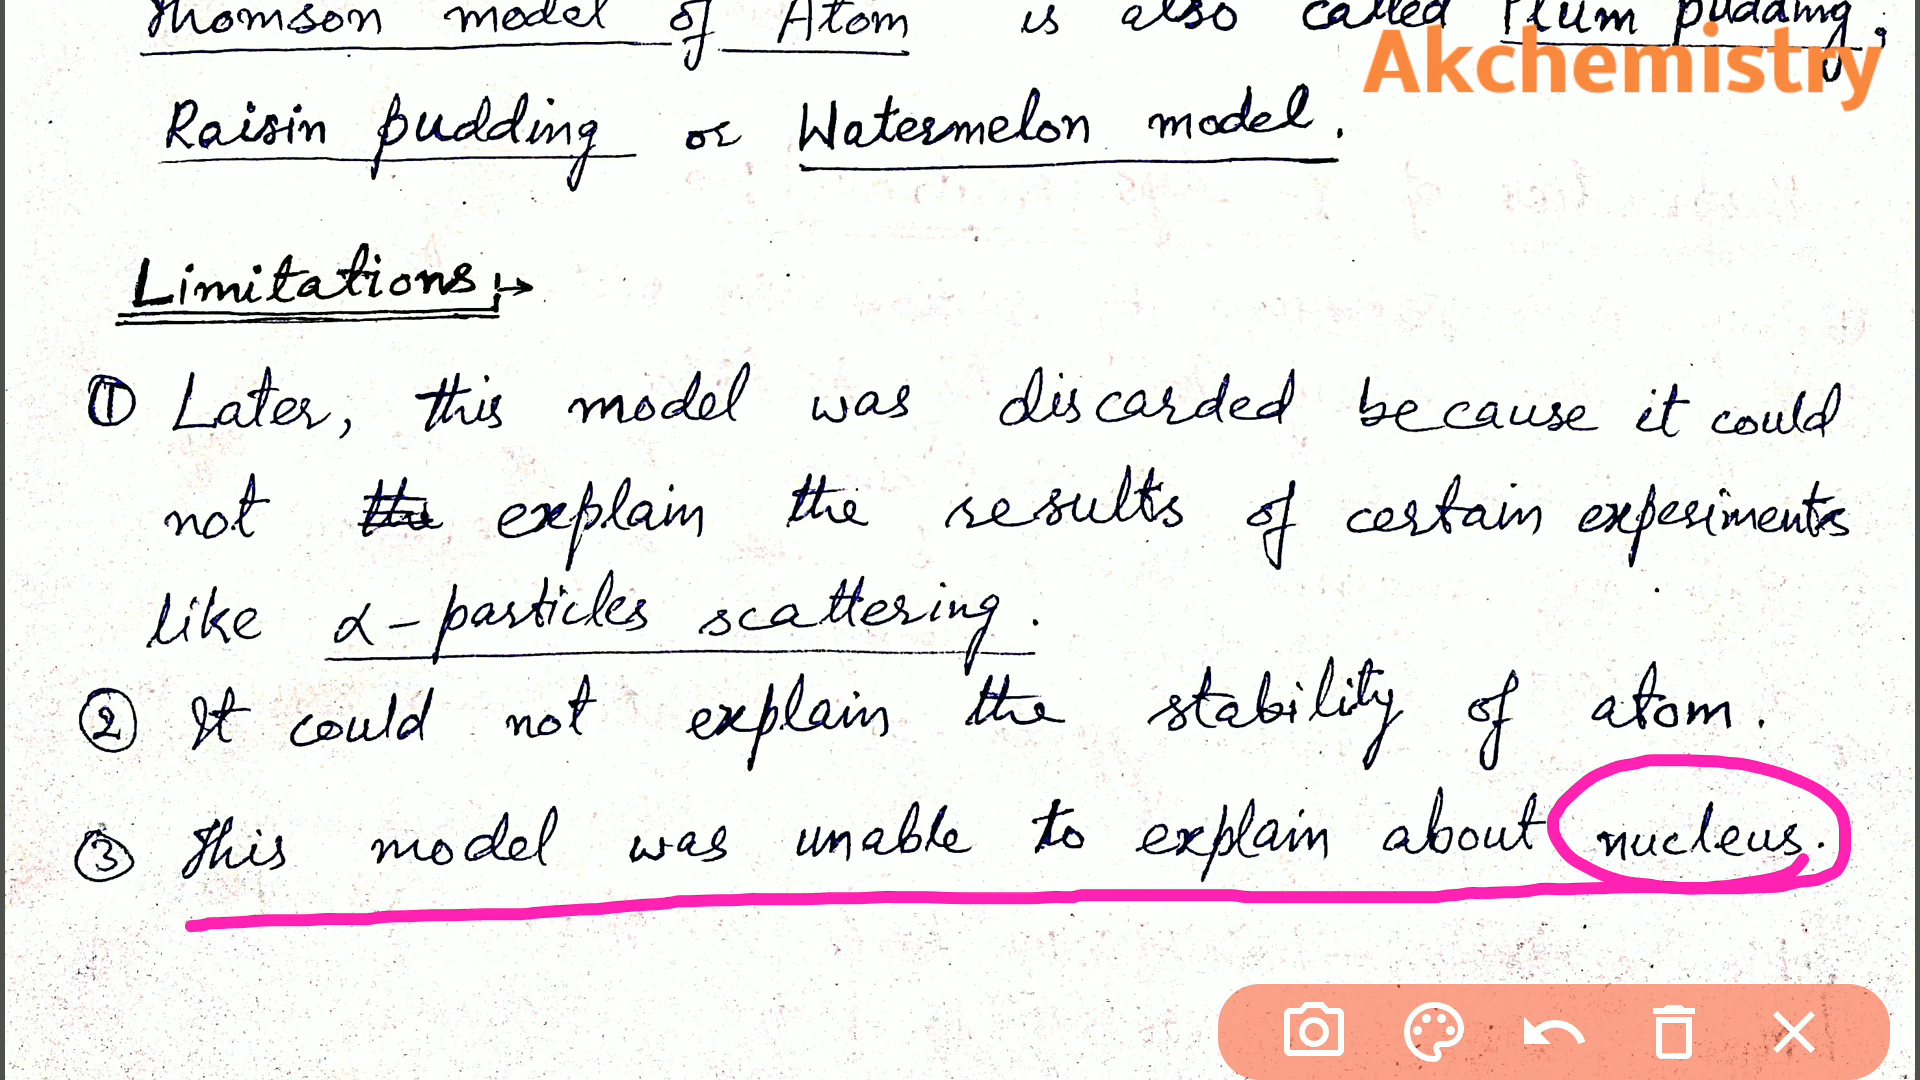 Thomson model of Atom is also called Plum pudding,
Akchemistry
Raisin pudding or Watermelon model.
Limitations
① Later, this model was discarded because it could
not the explain the results of certain experiments
like α-particles scattering.
② It could not explain the stability of atom.
③ This model was unable to explain about nucleus.